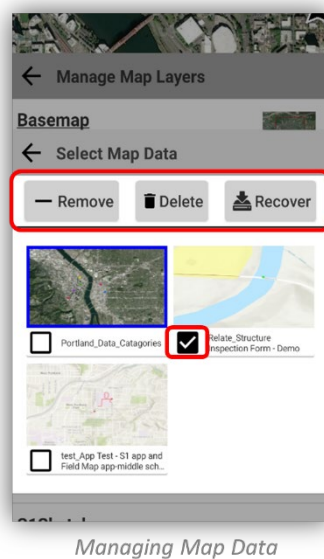 Manage Map Layers
Basemap
Select Map Data
Remove Delete Recover
Portland_Data_Catagories
Relate_Structure
Inspection Form - Demo
test_App Test - S1 app and
Field Map app-middle sch...
Managing Map Data